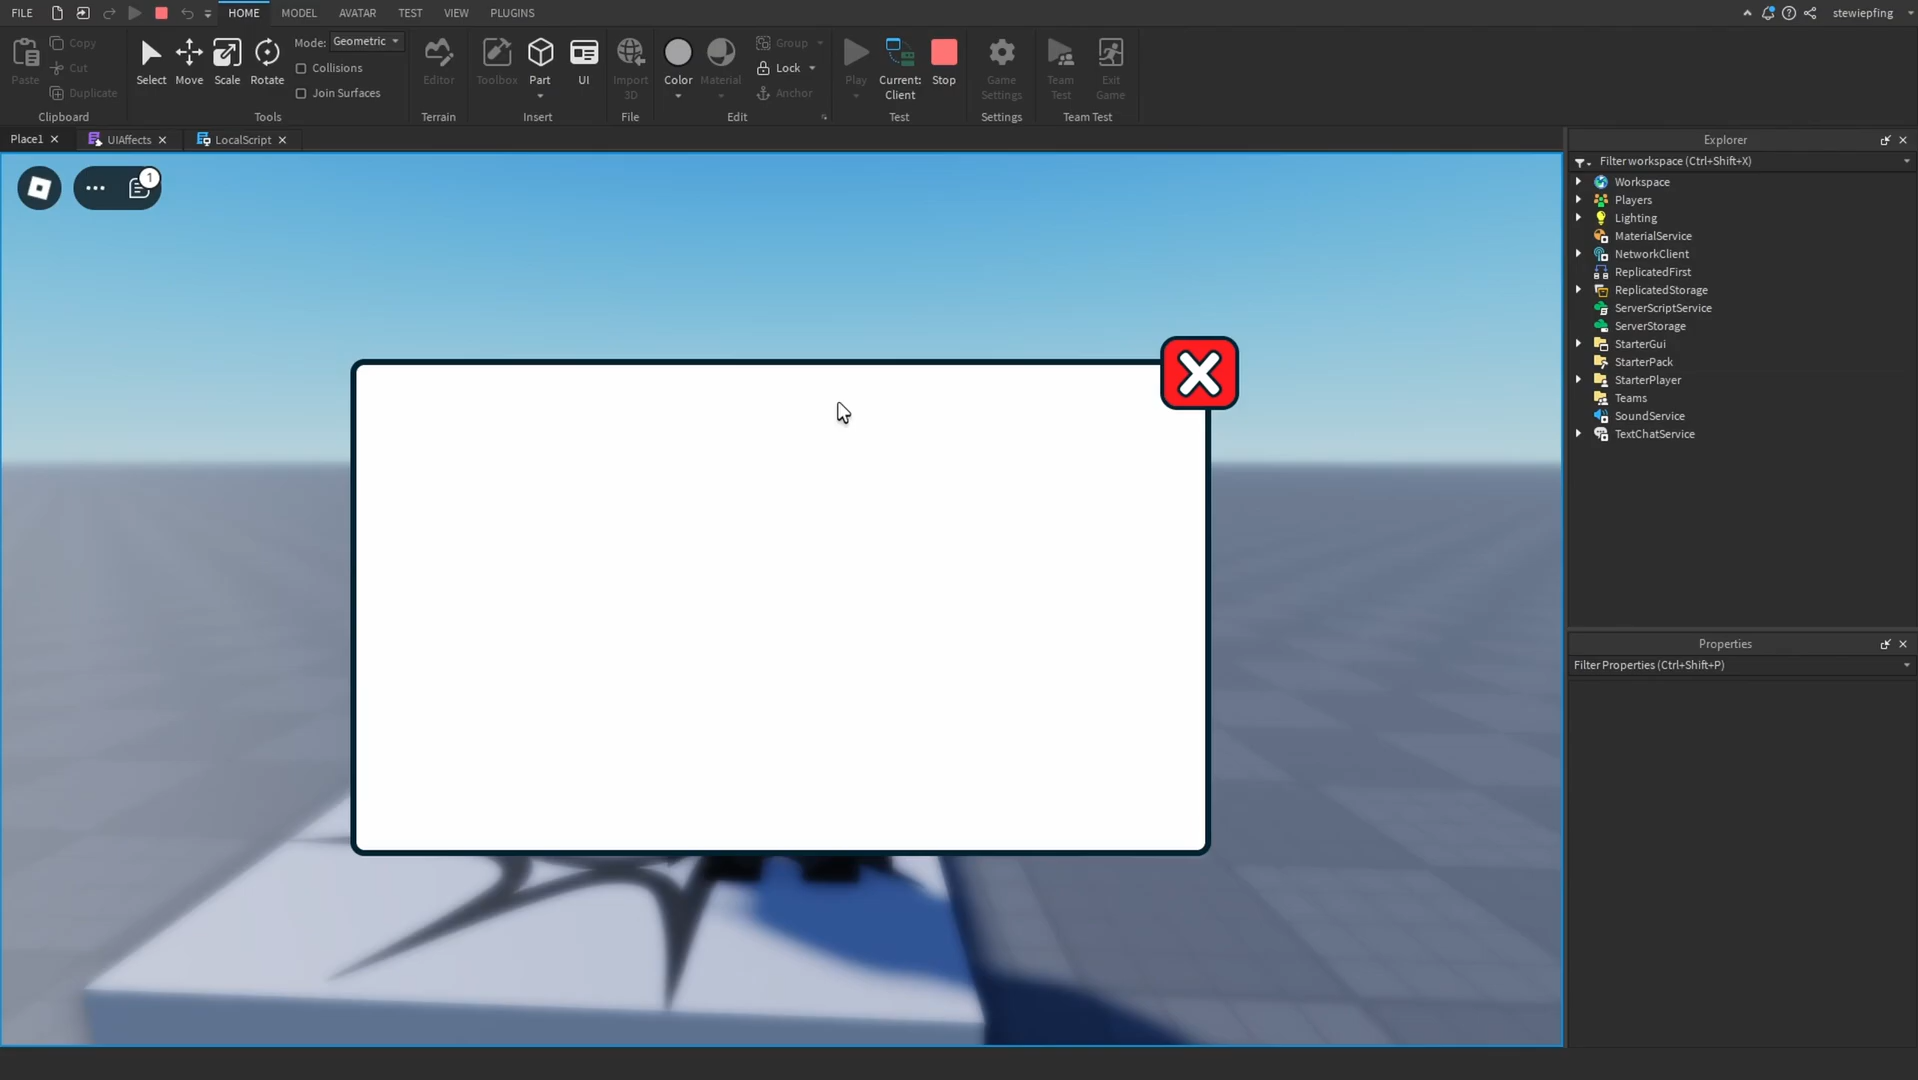 FILE HOME MODEL AVATAR TEST VIEW PLUGINS stewiepfing
Paste Copy Cut Duplicate Clipboard
Select Move Scale Rotate Mode: Geometric Collisions Join Surfaces Tools
Editor Terrain
Toolbox Part UI Insert
Import 3D File
Color Material Group Lock Anchor Edit
Play Current: Client Stop Test
Game Settings Settings
Team Test Exit Game Team Test
Place1 UIAffects LocalScript
1
Explorer
Filter workspace (Ctrl+Shift+X)
Workspace
Players
Lighting
MaterialService
NetworkClient
ReplicatedFirst
ReplicatedStorage
ServerScriptService
ServerStorage
StarterGui
StarterPack
StarterPlayer
Teams
SoundService
TextChatService
Properties
Filter Properties (Ctrl+Shift+P)